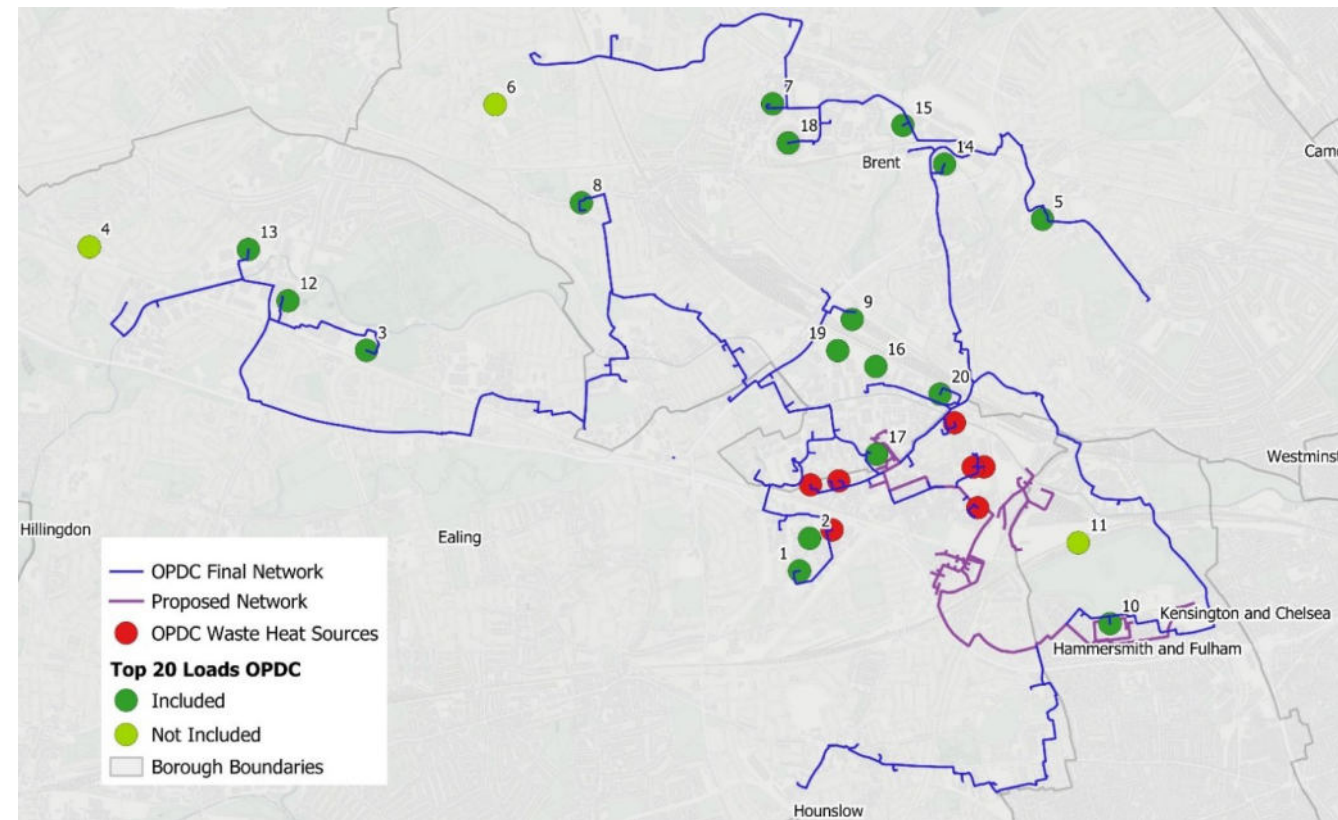 6
7
15
18
Brent
14
Camd
8
5
4
13
12
9
3
19
16
20
17
Westminst
Hillingdon
Ealing
2
11
1
10
Kensington and Chelsea
Hammersmith and Fulham
OPDC Final Network
Proposed Network
OPDC Waste Heat Sources
Top 20 Loads OPDC
Included
Not Included
Borough Boundaries
Hounslow